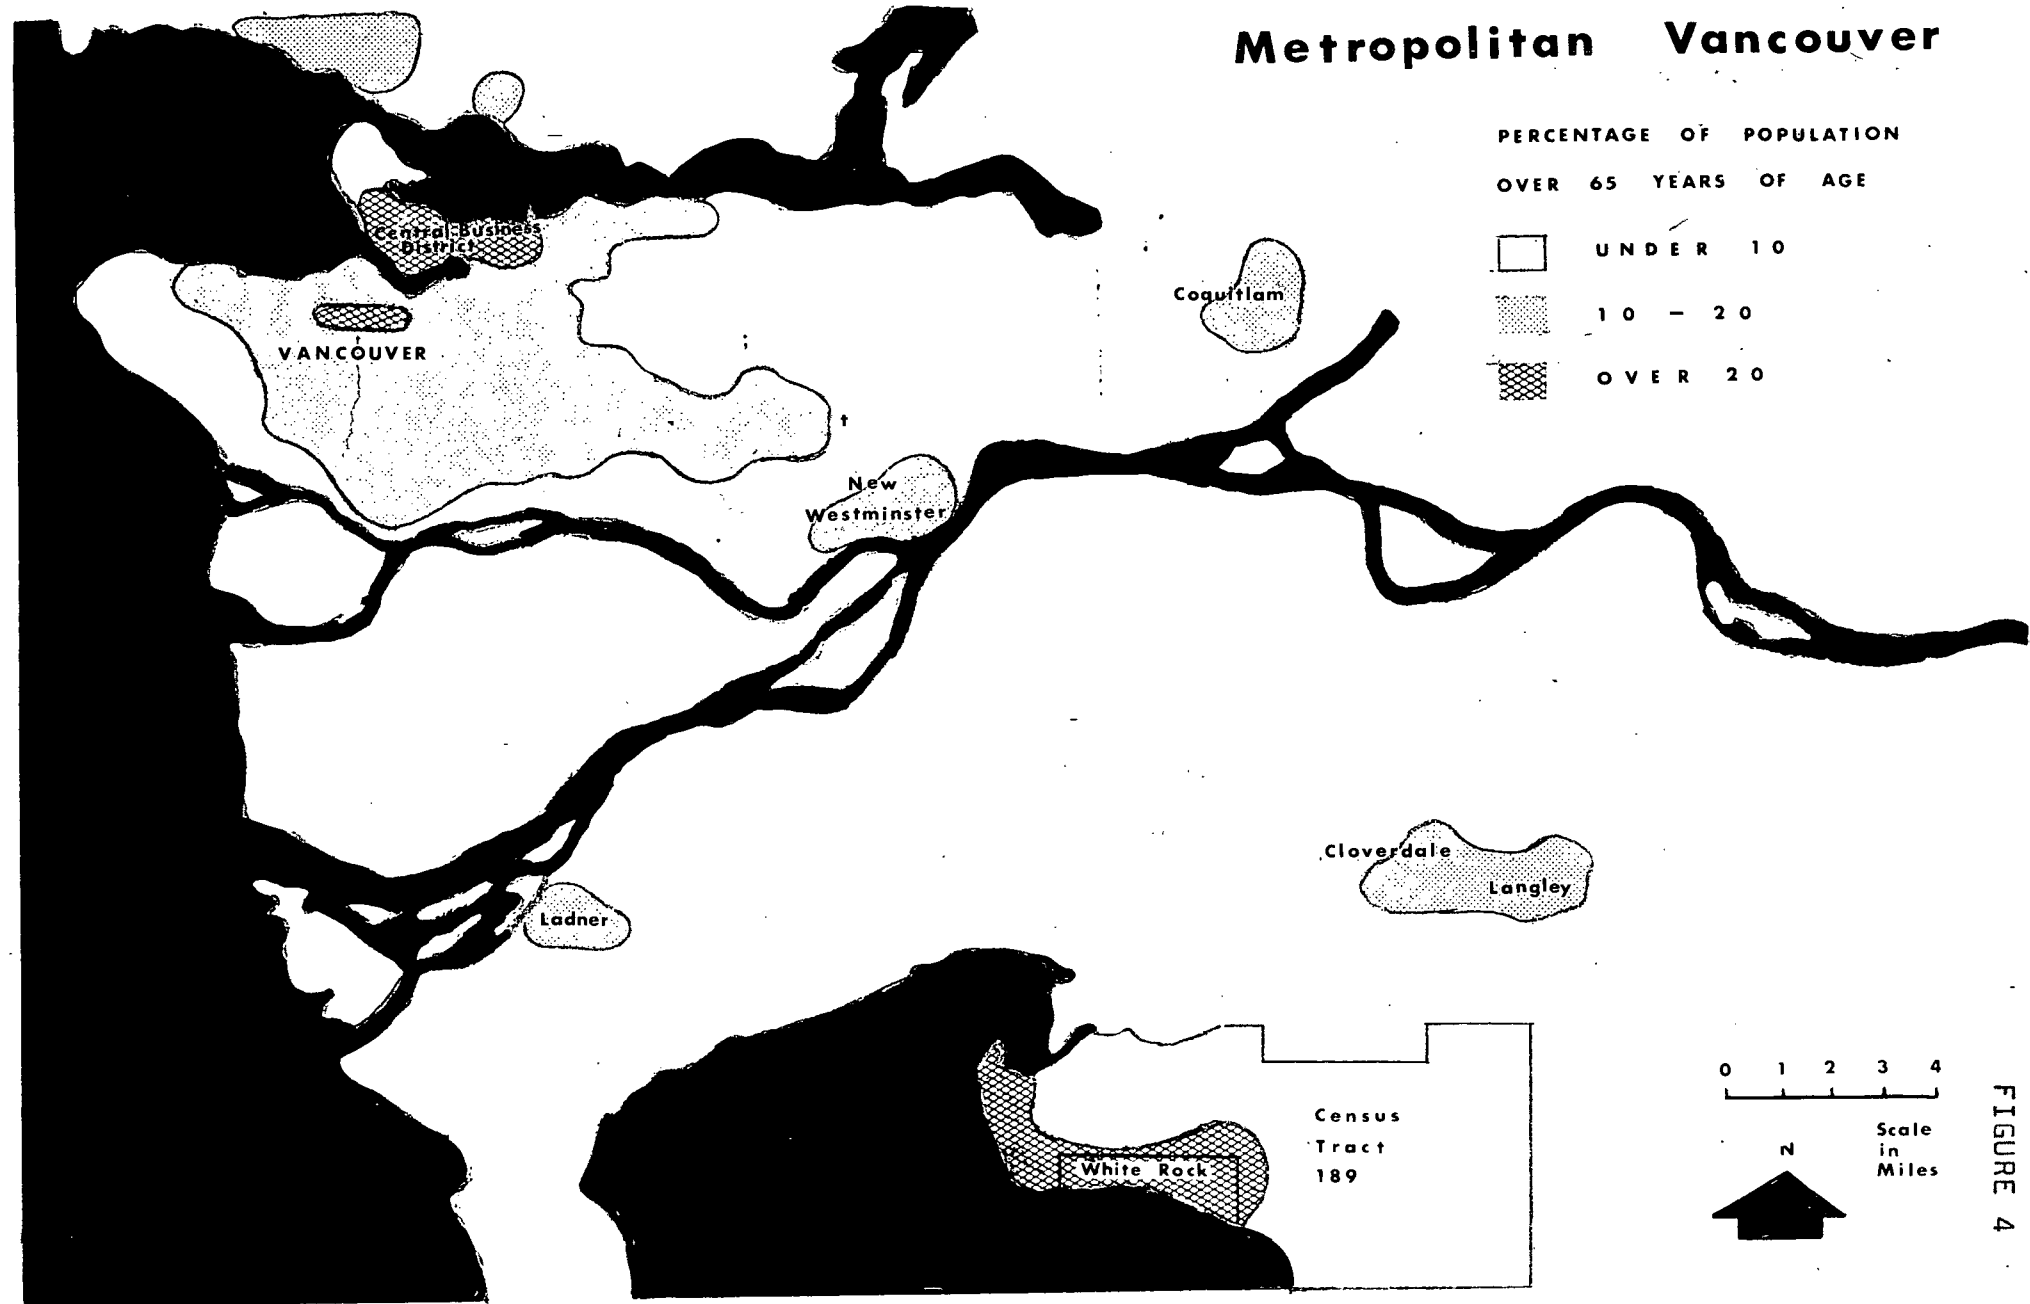 Metropolitan Vancouver
PERCENTAGE OF POPULATION
OVER 65 YEARS OF AGE
UNDER 10
10 – 20
OVER 20
Central Business
District
VANCOUVER
Coquitlam
New
Westminster
Cloverdale
Langley
Ladner
Census
Tract
189
White Rock
0 1 2 3 4
Scale
in
Miles
N
FIGURE 4